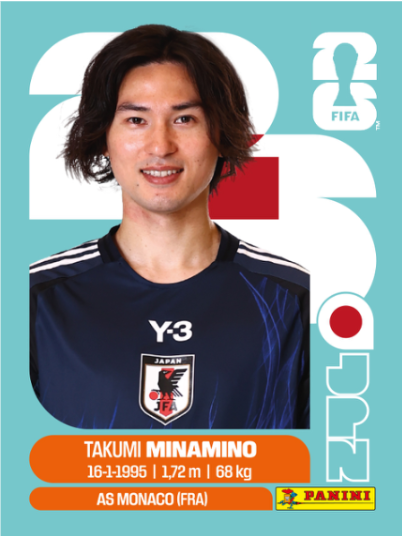 26
FIFA
Y-3
JAPAN
JFA
JPN
TAKUMI MINAMINO
16-1-1995 | 1,72 m | 68 kg
AS MONACO (FRA)
PANINI